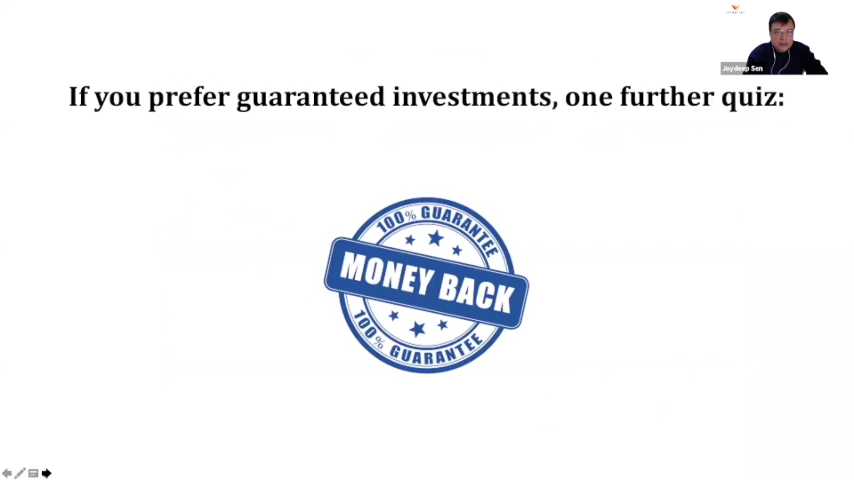 Joydeep Sen
If you prefer guaranteed investments, one further quiz:
100% GUARANTEE
MONEY BACK
100% GUARANTEE